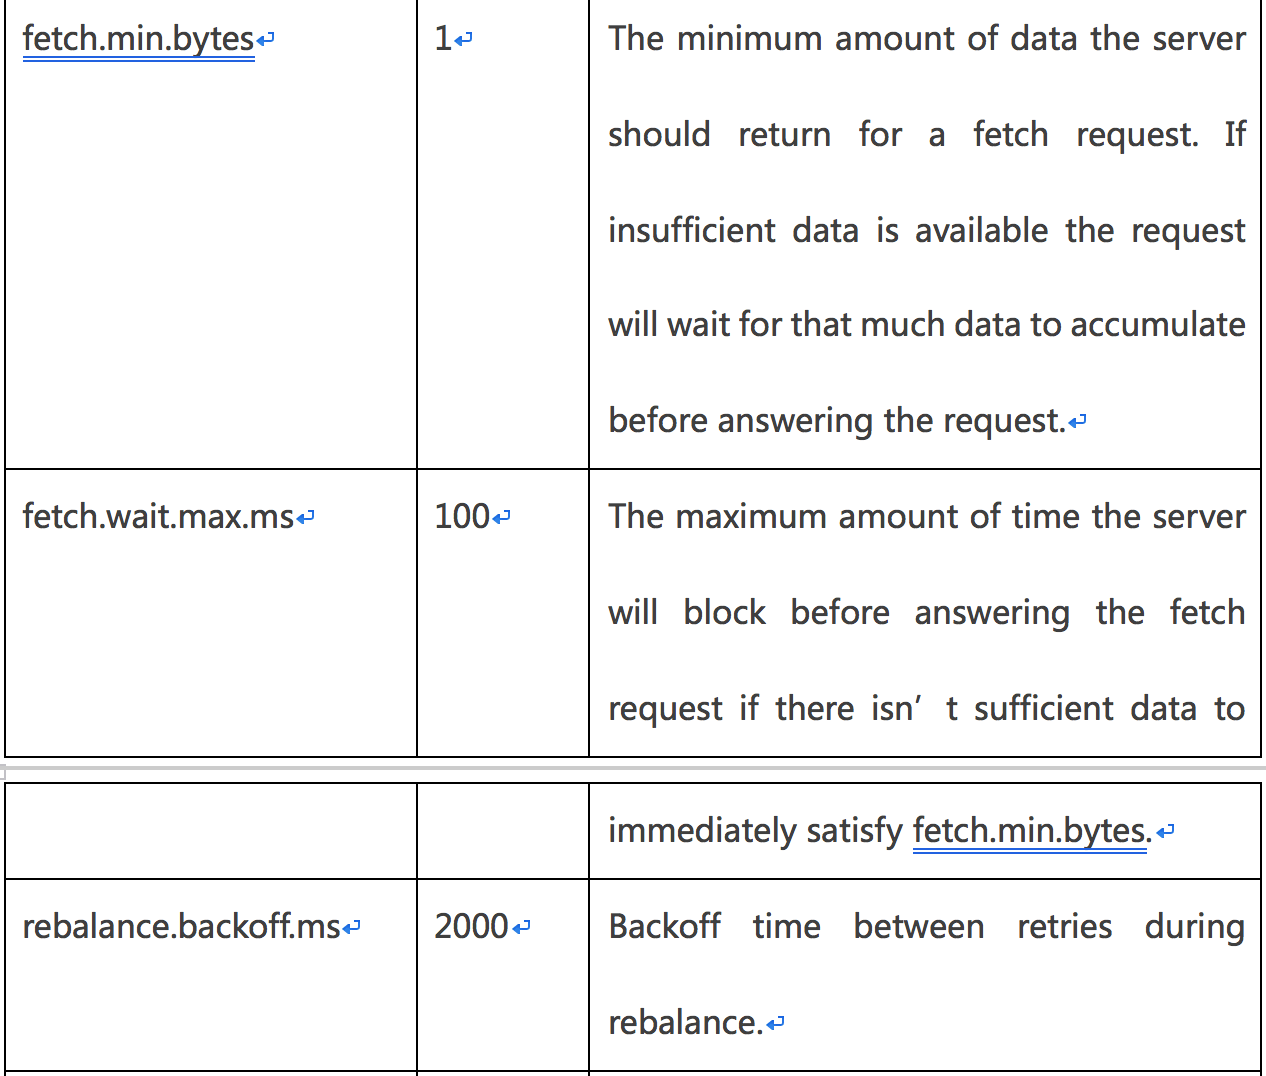 fetch.min.bytes
1
The minimum amount of data the server
should return for a fetch request. If
insufficient data is available the request
will wait for that much data to accumulate
before answering the request.
fetch.wait.max.ms
100
The maximum amount of time the server
will block before answering the fetch
request if there isn’ t sufficient data to
immediately satisfy fetch.min.bytes.
rebalance.backoff.ms
2000
Backoff time between retries during
rebalance.